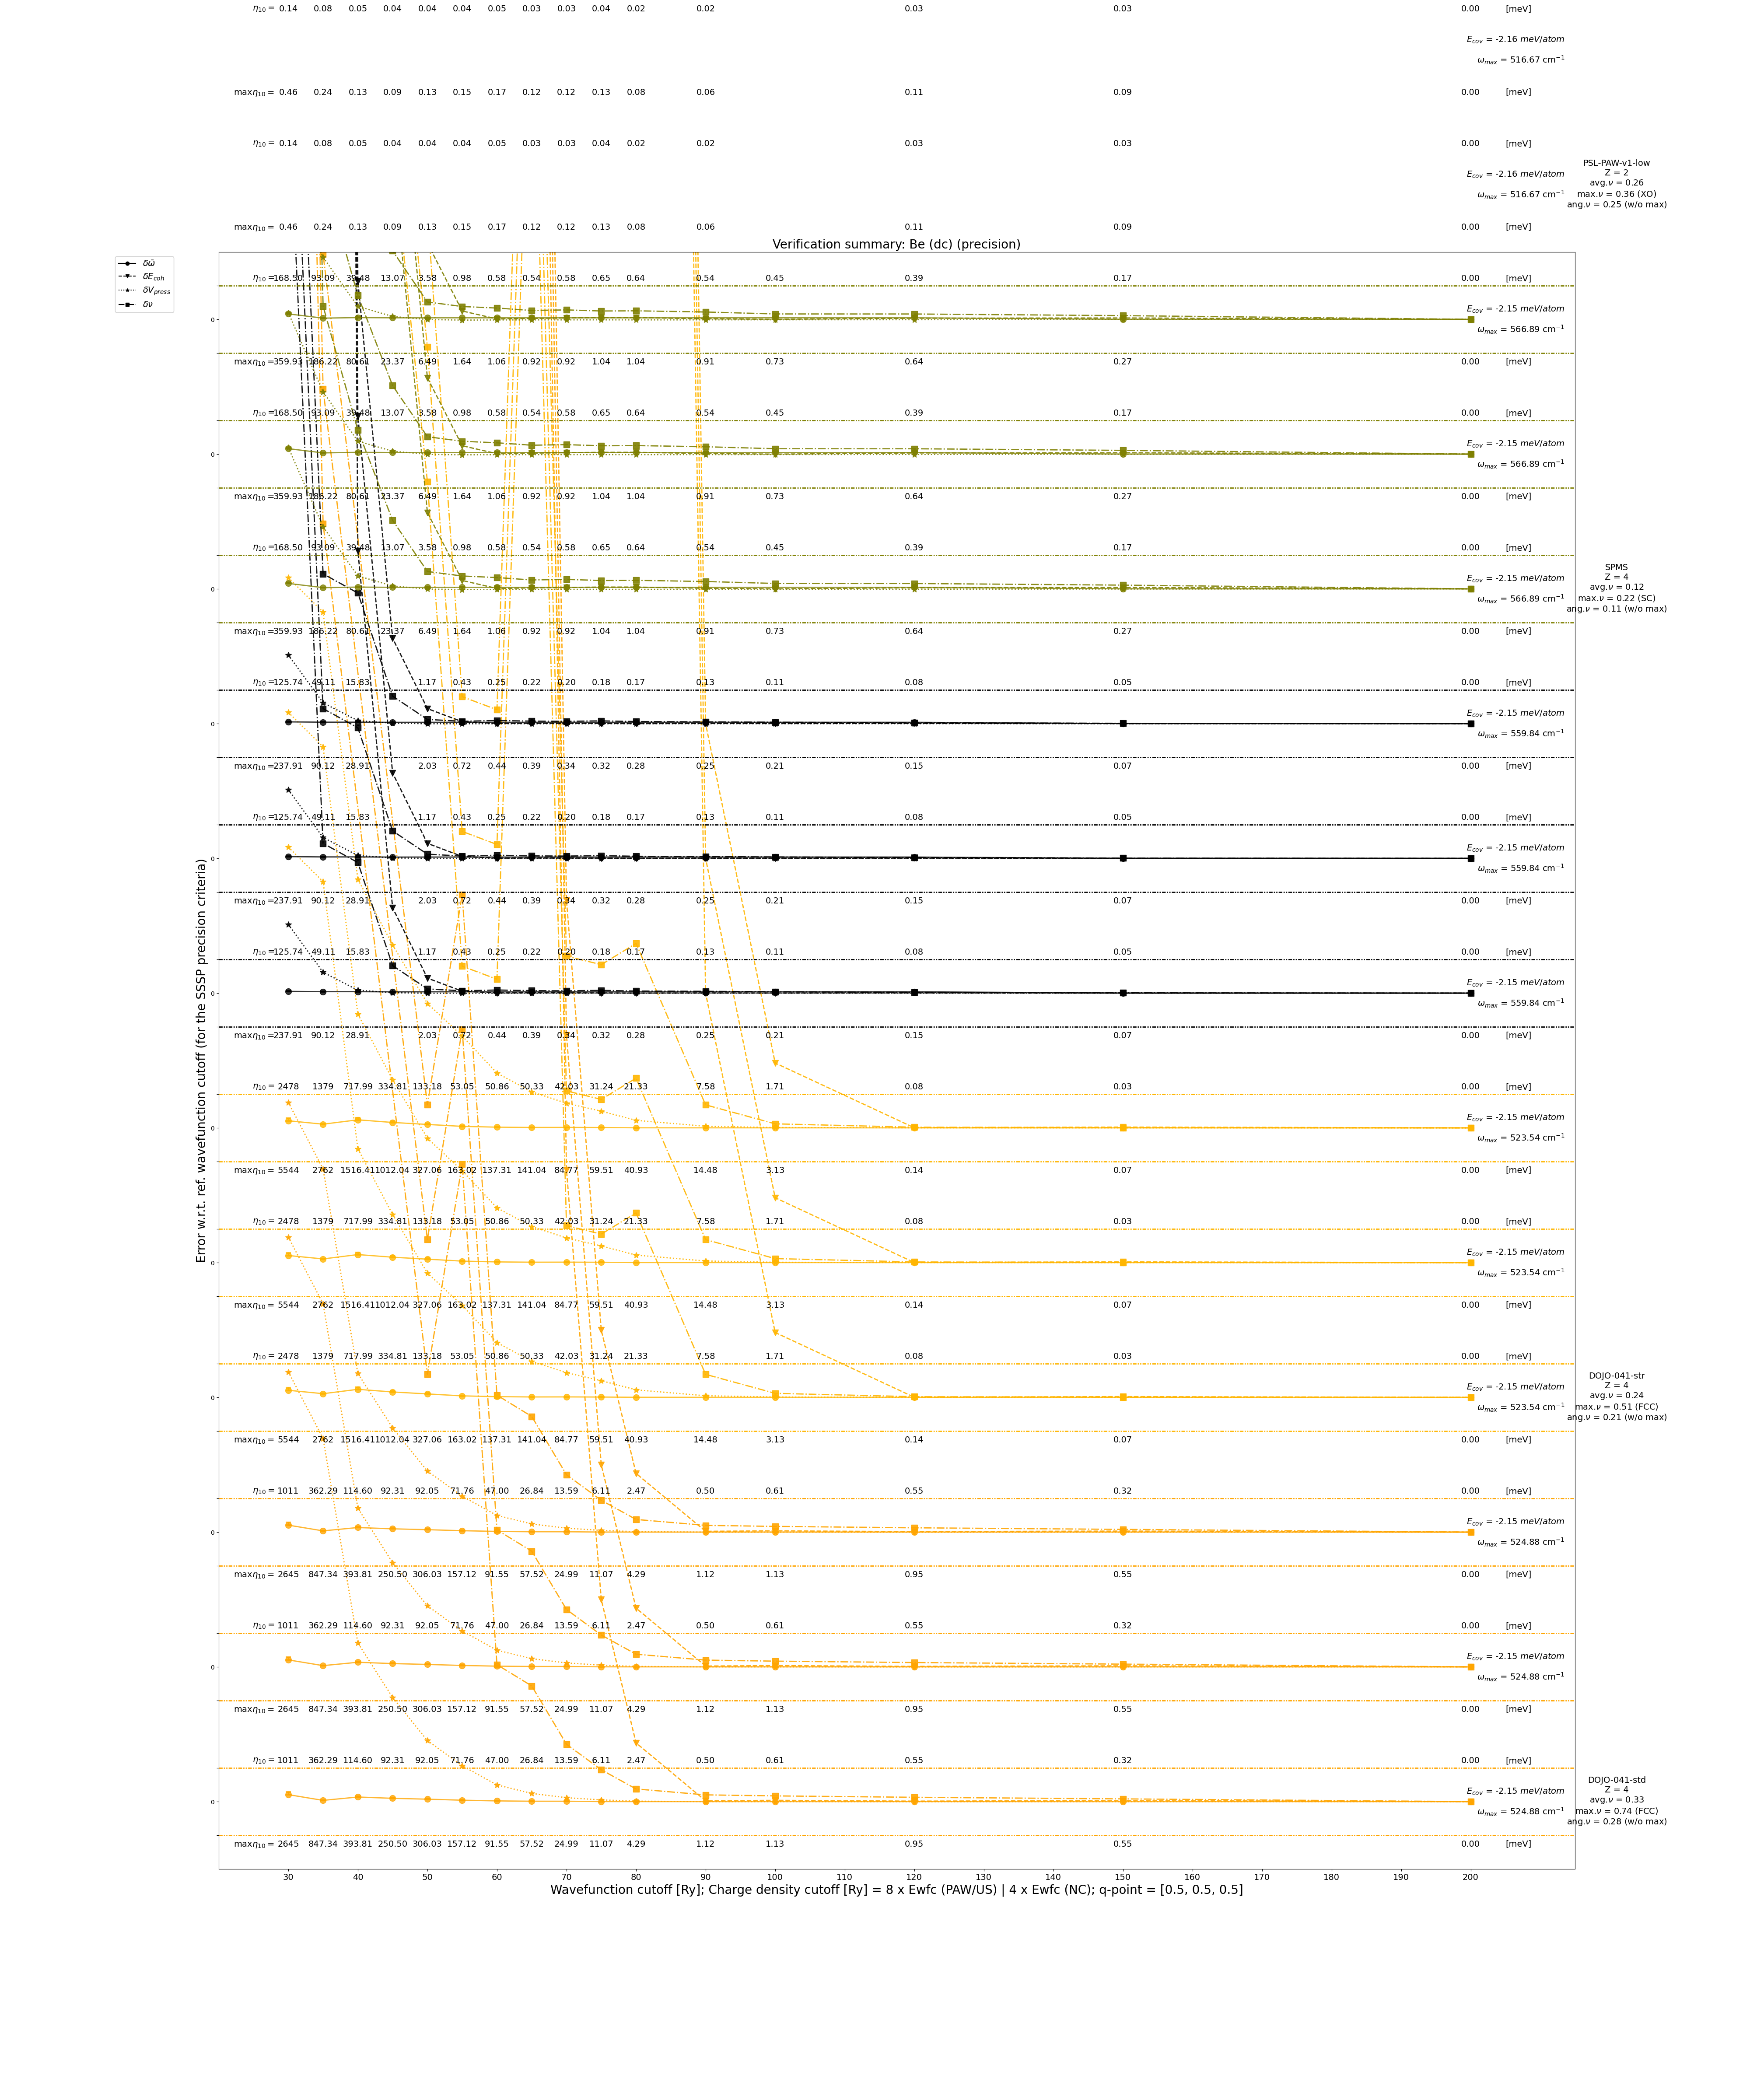 η10 = 0.14 0.08 0.05 0.04 0.04 0.04 0.05 0.03 0.03 0.04 0.02 0.02 0.03 0.03 0.00 [meV]
Ecov = -2.16 meV/atom
ωmax = 516.67 cm−1
maxη10 = 0.46 0.24 0.13 0.09 0.13 0.15 0.17 0.12 0.12 0.13 0.08 0.06 0.11 0.09 0.00 [meV]
η10 = 0.14 0.08 0.05 0.04 0.04 0.04 0.05 0.03 0.03 0.04 0.02 0.02 0.03 0.03 0.00 [meV]
Ecov = -2.16 meV/atom
ωmax = 516.67 cm−1
PSL-PAW-v1-low
Z = 2
avg.ν = 0.26
max.ν = 0.36 (XO)
ang.ν = 0.25 (w/o max)
maxη10 = 0.46 0.24 0.13 0.09 0.13 0.15 0.17 0.12 0.12 0.13 0.08 0.06 0.11 0.09 0.00 [meV]
Verification summary: Be (dc) (precision)
δω̄
δEcoh
δVpress
δν
η10 = 168.50 93.09 39.48 13.07 3.58 0.98 0.58 0.54 0.58 0.65 0.64 0.54 0.45 0.39 0.17 0.00 [meV]
0
Ecov = -2.15 meV/atom
ωmax = 566.89 cm−1
maxη10 = 359.93 186.22 80.61 23.37 6.49 1.64 1.06 0.92 0.92 1.04 1.04 0.91 0.73 0.64 0.27 0.00 [meV]
η10 = 168.50 93.09 39.48 13.07 3.58 0.98 0.58 0.54 0.58 0.65 0.64 0.54 0.45 0.39 0.17 0.00 [meV]
0
Ecov = -2.15 meV/atom
ωmax = 566.89 cm−1
maxη10 = 359.93 186.22 80.61 23.37 6.49 1.64 1.06 0.92 0.92 1.04 1.04 0.91 0.73 0.64 0.27 0.00 [meV]
η10 = 168.50 93.09 39.48 13.07 3.58 0.98 0.58 0.54 0.58 0.65 0.64 0.54 0.45 0.39 0.17 0.00 [meV]
0
Ecov = -2.15 meV/atom
ωmax = 566.89 cm−1
SPMS
Z = 4
avg.ν = 0.12
max.ν = 0.22 (SC)
ang.ν = 0.11 (w/o max)
maxη10 = 359.93 186.22 80.61 23.37 6.49 1.64 1.06 0.92 0.92 1.04 1.04 0.91 0.73 0.64 0.27 0.00 [meV]
η10 = 125.74 49.11 15.83 1.17 0.43 0.25 0.22 0.20 0.18 0.17 0.13 0.11 0.08 0.05 0.00 [meV]
0
Ecov = -2.15 meV/atom
ωmax = 559.84 cm−1
maxη10 = 237.91 90.12 28.91 2.03 0.72 0.44 0.39 0.34 0.32 0.28 0.25 0.21 0.15 0.07 0.00 [meV]
η10 = 125.74 49.11 15.83 1.17 0.43 0.25 0.22 0.20 0.18 0.17 0.13 0.11 0.08 0.05 0.00 [meV]
0
Ecov = -2.15 meV/atom
ωmax = 559.84 cm−1
maxη10 = 237.91 90.12 28.91 2.03 0.72 0.44 0.39 0.34 0.32 0.28 0.25 0.21 0.15 0.07 0.00 [meV]
η10 = 125.74 49.11 15.83 1.17 0.43 0.25 0.22 0.20 0.18 0.17 0.13 0.11 0.08 0.05 0.00 [meV]
0
Ecov = -2.15 meV/atom
ωmax = 559.84 cm−1
maxη10 = 237.91 90.12 28.91 2.03 0.72 0.44 0.39 0.34 0.32 0.28 0.25 0.21 0.15 0.07 0.00 [meV]
Error w.r.t. ref. wavefunction cutoff (for the SSSP precision criteria)
η10 = 2478 1379 717.99 334.81 133.18 53.05 50.86 50.33 42.03 31.24 21.33 7.58 1.71 0.08 0.03 0.00 [meV]
0
Ecov = -2.15 meV/atom
ωmax = 523.54 cm−1
maxη10 = 5544 2762 1516.41 1012.04 327.06 163.02 137.31 141.04 84.77 59.51 40.93 14.48 3.13 0.14 0.07 0.00 [meV]
η10 = 2478 1379 717.99 334.81 133.18 53.05 50.86 50.33 42.03 31.24 21.33 7.58 1.71 0.08 0.03 0.00 [meV]
0
Ecov = -2.15 meV/atom
ωmax = 523.54 cm−1
maxη10 = 5544 2762 1516.41 1012.04 327.06 163.02 137.31 141.04 84.77 59.51 40.93 14.48 3.13 0.14 0.07 0.00 [meV]
η10 = 2478 1379 717.99 334.81 133.18 53.05 50.86 50.33 42.03 31.24 21.33 7.58 1.71 0.08 0.03 0.00 [meV]
0
Ecov = -2.15 meV/atom
ωmax = 523.54 cm−1
DOJO-041-str
Z = 4
avg.ν = 0.24
max.ν = 0.51 (FCC)
ang.ν = 0.21 (w/o max)
maxη10 = 5544 2762 1516.41 1012.04 327.06 163.02 137.31 141.04 84.77 59.51 40.93 14.48 3.13 0.14 0.07 0.00 [meV]
η10 = 1011 362.29 114.60 92.31 92.05 71.76 47.00 26.84 13.59 6.11 2.47 0.50 0.61 0.55 0.32 0.00 [meV]
0
Ecov = -2.15 meV/atom
ωmax = 524.88 cm−1
maxη10 = 2645 847.34 393.81 250.50 306.03 157.12 91.55 57.52 24.99 11.07 4.29 1.12 1.13 0.95 0.55 0.00 [meV]
η10 = 1011 362.29 114.60 92.31 92.05 71.76 47.00 26.84 13.59 6.11 2.47 0.50 0.61 0.55 0.32 0.00 [meV]
0
Ecov = -2.15 meV/atom
ωmax = 524.88 cm−1
maxη10 = 2645 847.34 393.81 250.50 306.03 157.12 91.55 57.52 24.99 11.07 4.29 1.12 1.13 0.95 0.55 0.00 [meV]
η10 = 1011 362.29 114.60 92.31 92.05 71.76 47.00 26.84 13.59 6.11 2.47 0.50 0.61 0.55 0.32 0.00 [meV]
0
Ecov = -2.15 meV/atom
ωmax = 524.88 cm−1
DOJO-041-std
Z = 4
avg.ν = 0.33
max.ν = 0.74 (FCC)
ang.ν = 0.28 (w/o max)
maxη10 = 2645 847.34 393.81 250.50 306.03 157.12 91.55 57.52 24.99 11.07 4.29 1.12 1.13 0.95 0.55 0.00 [meV]
30 40 50 60 70 80 90 100 110 120 130 140 150 160 170 180 190 200
Wavefunction cutoff [Ry]; Charge density cutoff [Ry] = 8 x Ewfc (PAW/US) | 4 x Ewfc (NC); q-point = [0.5, 0.5, 0.5]